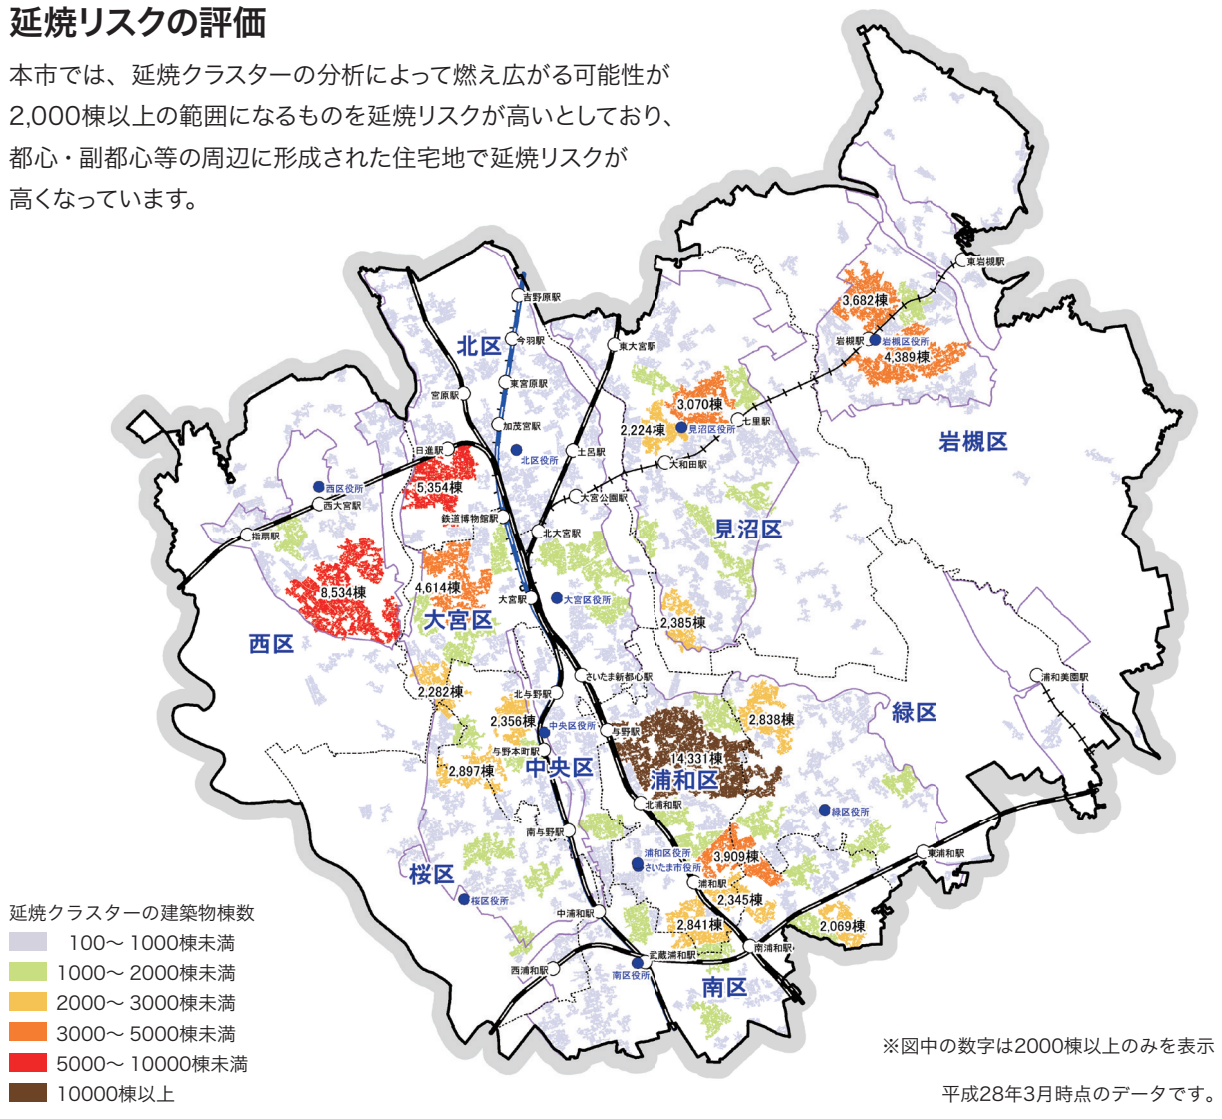 延焼リスクの評価
本市では、延焼クラスターの分析によって燃え広がる可能性が
2,000棟以上の範囲になるものを延焼リスクが高いとしており、
都心・副都心等の周辺に形成された住宅地で延焼リスクが
高くなっています。
東岩槻駅
3,682棟
吉野原駅
北区
今羽駅
東大宮駅
岩槻駅
岩槻区役所
4,389棟
東宮原駅
宮原駅
3,070棟
加茂宮駅
2,224棟
見沼区役所
七里駅
岩槻区
日進駅
北区役所
土呂駅
大和田駅
5,354棟
西区役所
西大宮駅
大宮公園駅
鉄道博物館駅
指扇駅
北大宮駅
見沼区
8,534棟
4,614棟
大宮駅
大宮区役所
大宮区
2,385棟
西区
さいたま新都心駅
浦和美園駅
2,282棟
北与野駅
緑区
2,356棟
中央区役所
与野駅
2,838棟
与野本町駅
14,331棟
2,897棟
中央区
浦和区
北浦和駅
緑区役所
南与野駅
浦和区役所
さいたま市役所
3,909棟
東浦和駅
桜区
浦和駅
桜区役所
2,345棟
中浦和駅
2,841棟
2,069棟
南浦和駅
武蔵浦和駅
西浦和駅
南区役所
南区
延焼クラスターの建築物棟数
100～1000棟未満
1000～2000棟未満
2000～3000棟未満
3000～5000棟未満
5000～10000棟未満
10000棟以上
※図中の数字は2000棟以上のみを表示
平成28年3月時点のデータです。